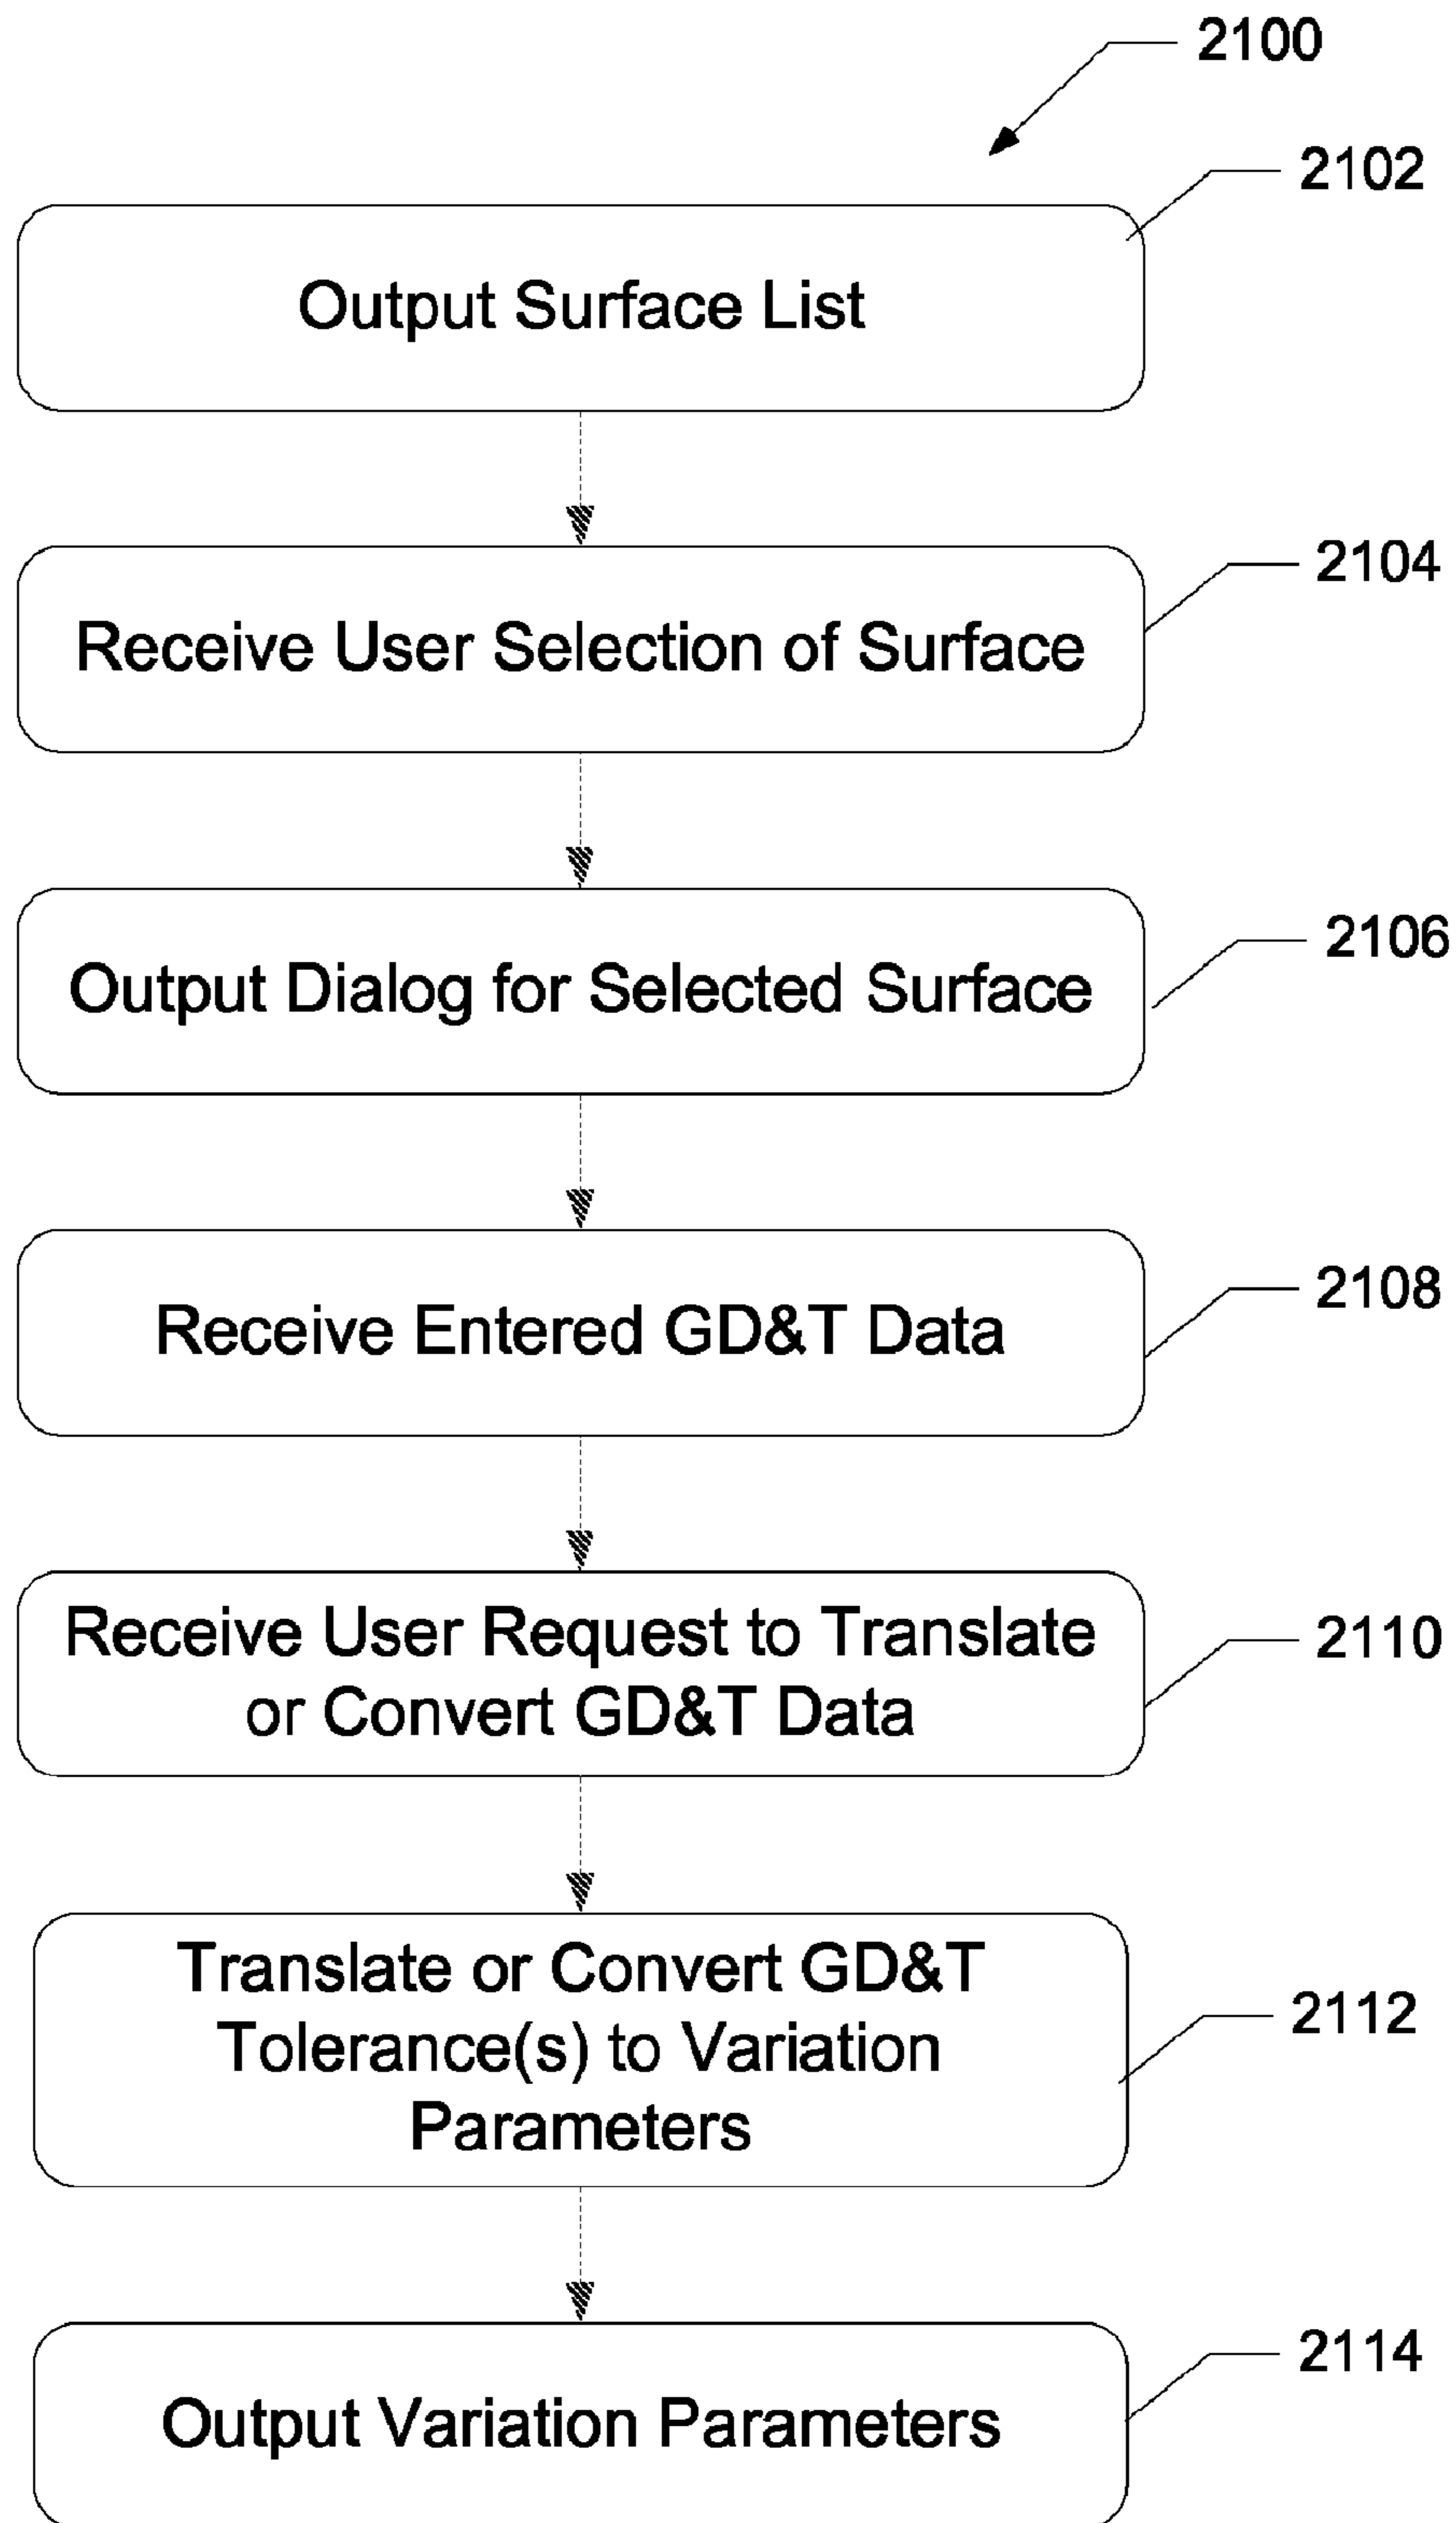 2100
2102
Output Surface List
2104
Receive User Selection of Surface
2106
Output Dialog for Selected Surface
2108
Receive Entered GD&T Data
2110
Receive User Request to Translate
or Convert GD&T Data
2112
Translate or Convert GD&T
Tolerance(s) to Variation
Parameters
2114
Output Variation Parameters